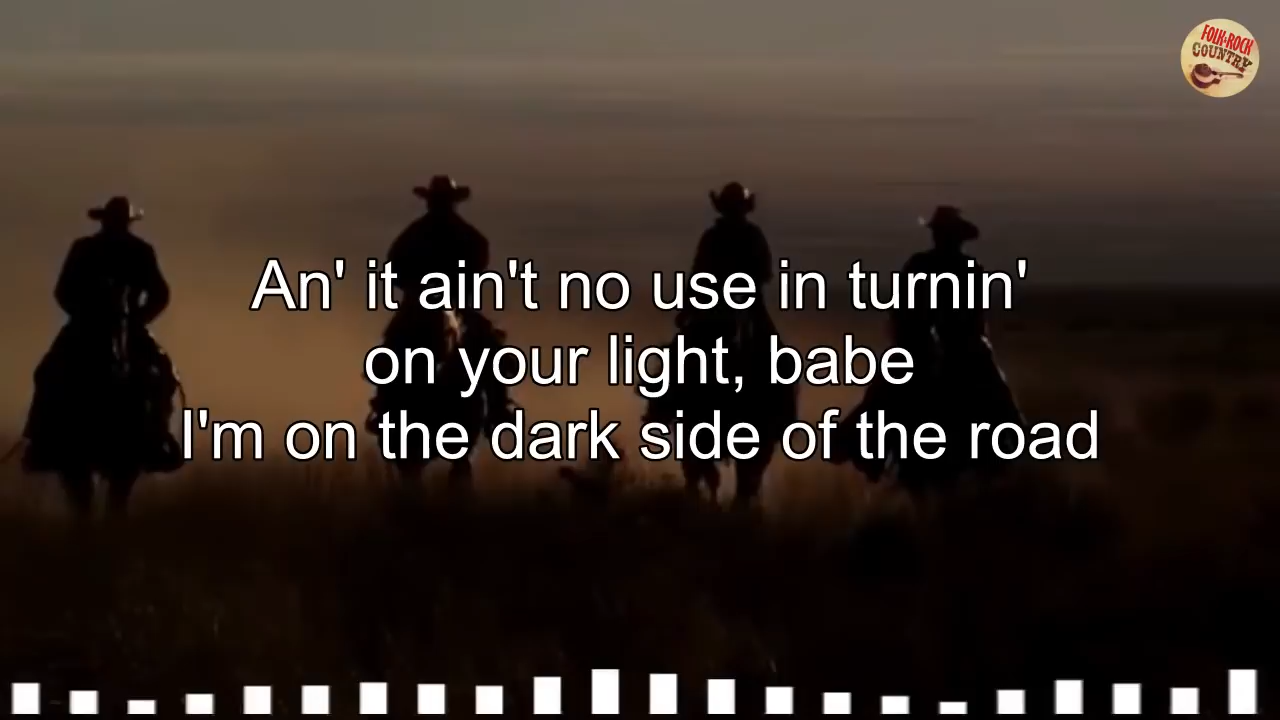 FOLK-ROCK
COUNTRY
An' it ain't no use in turnin'
on your light, babe
I'm on the dark side of the road